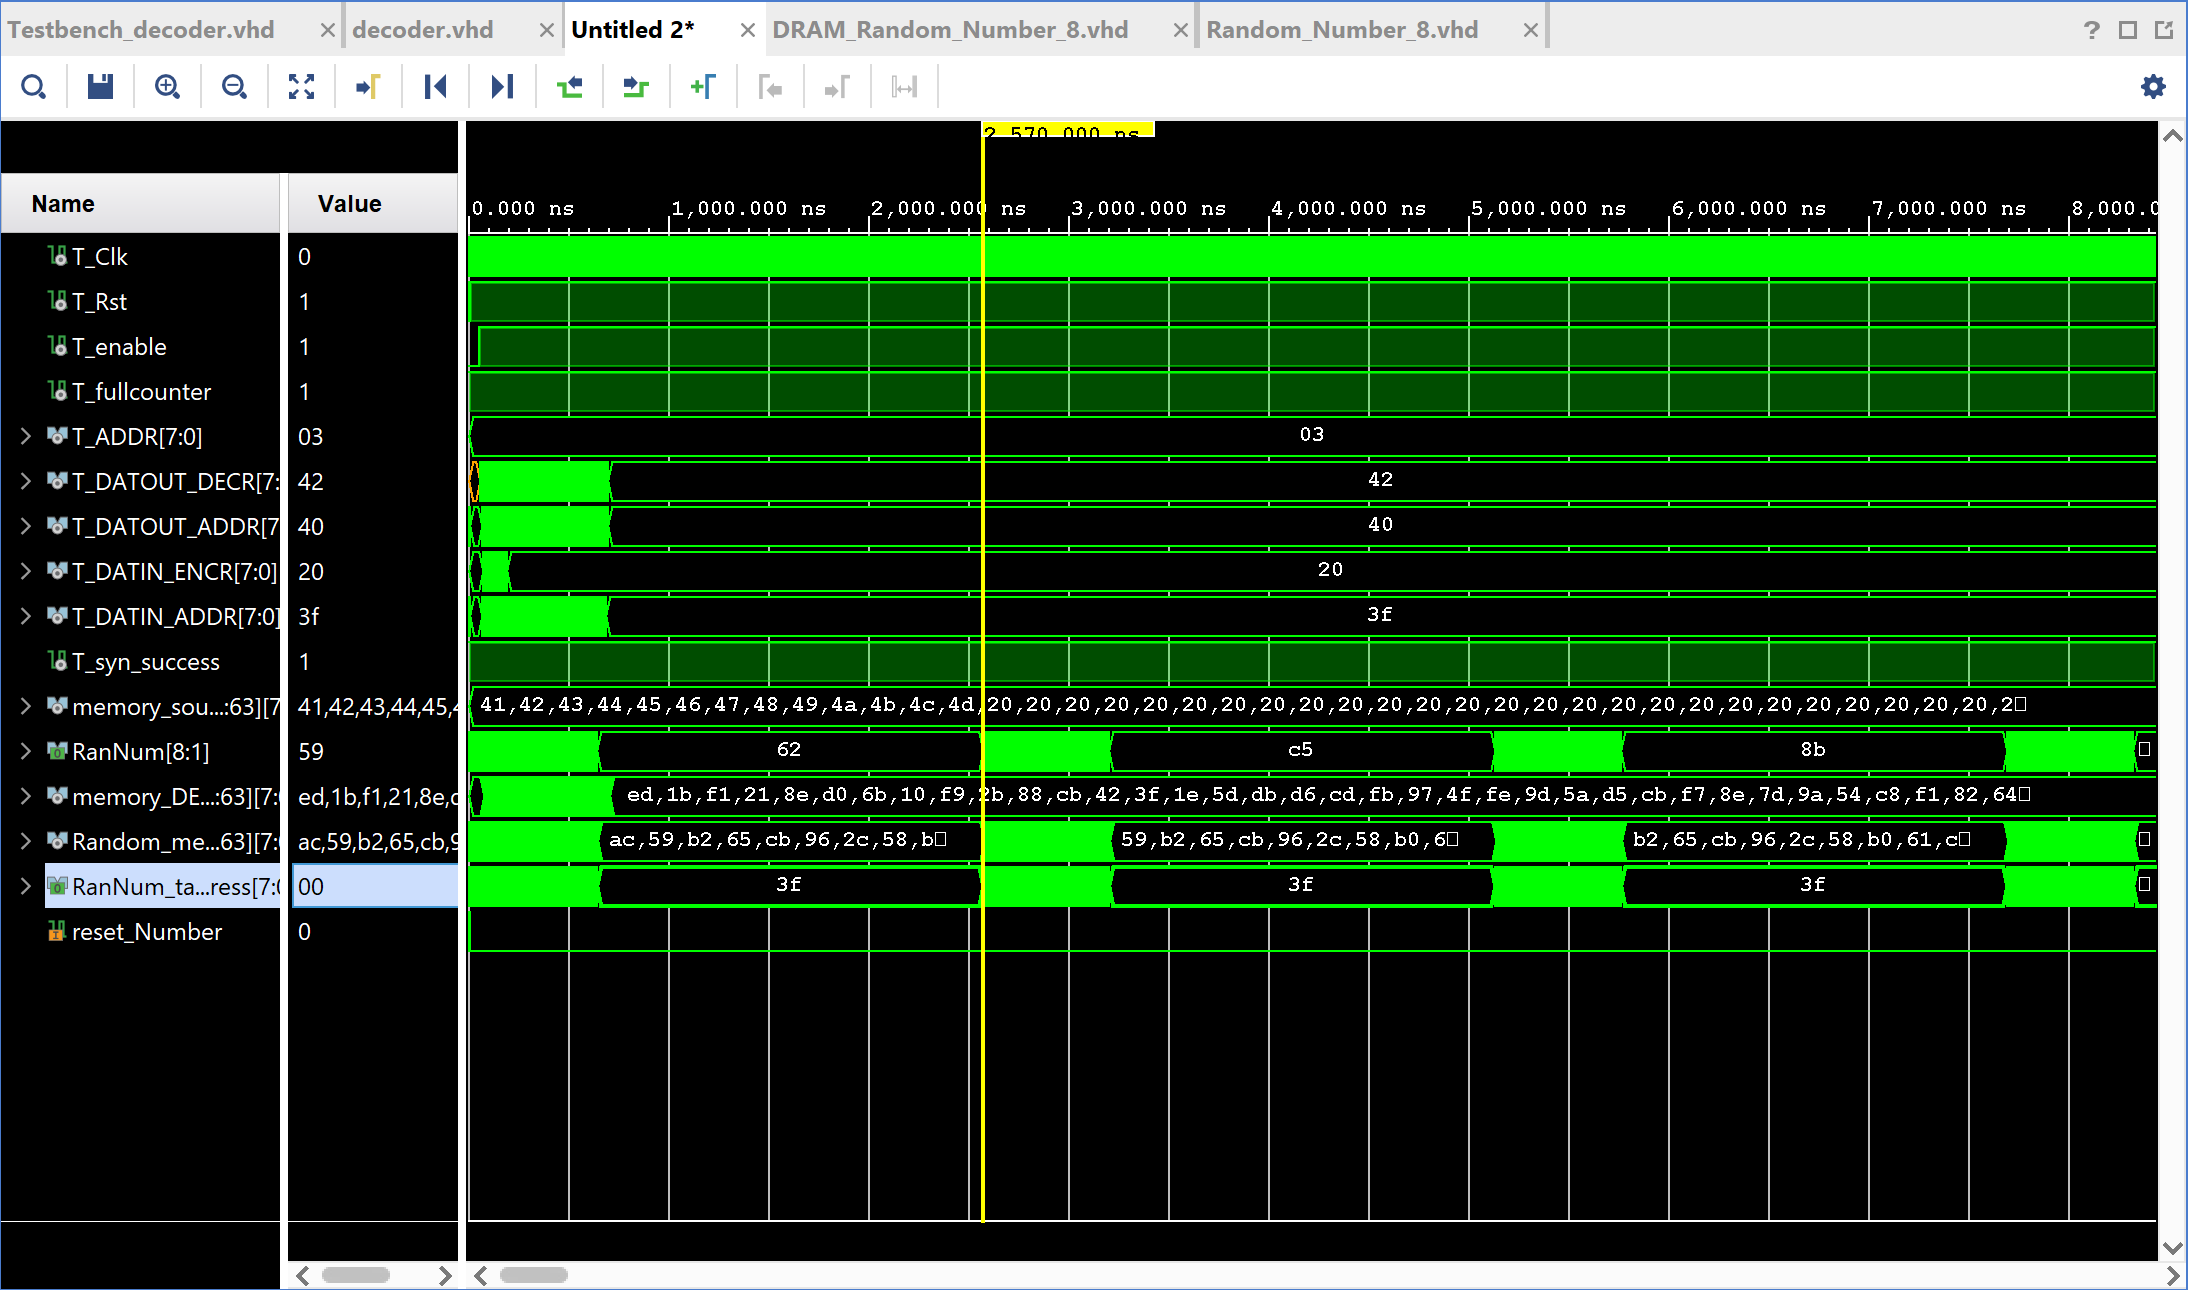 Testbench_decoder.vhd × decoder.vhd × Untitled 2* × DRAM_Random_Number_8.vhd × Random_Number_8.vhd × ?
2,570.000 ns
Name Value
0.000 ns 1,000.000 ns 2,000.000 ns 3,000.000 ns 4,000.000 ns 5,000.000 ns 6,000.000 ns 7,000.000 ns 8,000.0
T_Clk 0
T_Rst 1
T_enable 1
T_fullcounter 1
T_ADDR[7:0] 03 03
T_DATOUT_DECR[7: 42 42
T_DATOUT_ADDR[7 40 40
T_DATIN_ENCR[7:0] 20 20
T_DATIN_ADDR[7:0] 3f 3f
T_syn_success 1
memory_sou...:63][7 41,42,43,44,45,4 41,42,43,44,45,46,47,48,49,4a,4b,4c,4d,20,20,20,20,20,20,20,20,20,20,20,20,20,20,20,20,20,20,20,20,20,20,20,20,20,20,2□
RanNum[8:1] 59 62 c5 8b □
memory_DE...:63][7: ed,1b,f1,21,8e,d ed,1b,f1,21,8e,d0,6b,10,f9,2b,88,cb,42,3f,1e,5d,db,d6,cd,fb,97,4f,fe,9d,5a,d5,cb,f7,8e,7d,9a,54,c8,f1,82,64□
Random_me...63][7: ac,59,b2,65,cb,9 ac,59,b2,65,cb,96,2c,58,b□ 59,b2,65,cb,96,2c,58,b0,6□ b2,65,cb,96,2c,58,b0,61,c□ □
RanNum_ta...ress[7:0 00 3f 3f 3f □
reset_Number 0